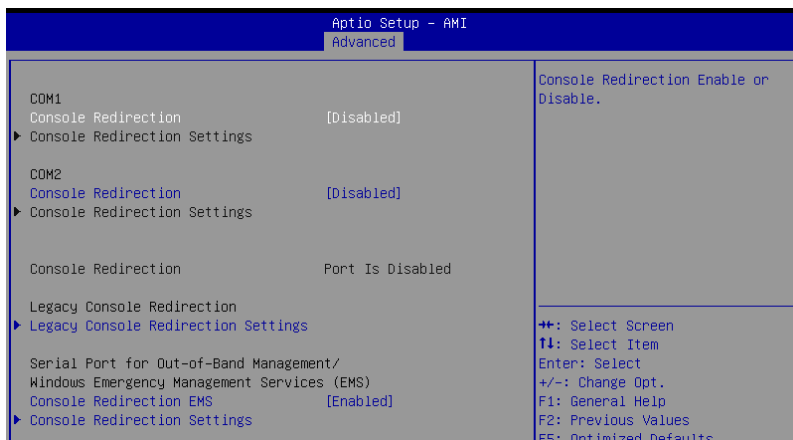 Aptio Setup – AMI
Advanced
COM1
Console Redirection [Disabled]
Console Redirection Settings
COM2
Console Redirection [Disabled]
Console Redirection Settings
Console Redirection Port Is Disabled
Legacy Console Redirection
Legacy Console Redirection Settings
Serial Port for Out-of-Band Management/
Windows Emergency Management Services (EMS)
Console Redirection EMS [Enabled]
Console Redirection Settings
Console Redirection Enable or
Disable.
→←: Select Screen
↑↓: Select Item
Enter: Select
+/-: Change Opt.
F1: General Help
F2: Previous Values
F5: Optimized Defaults